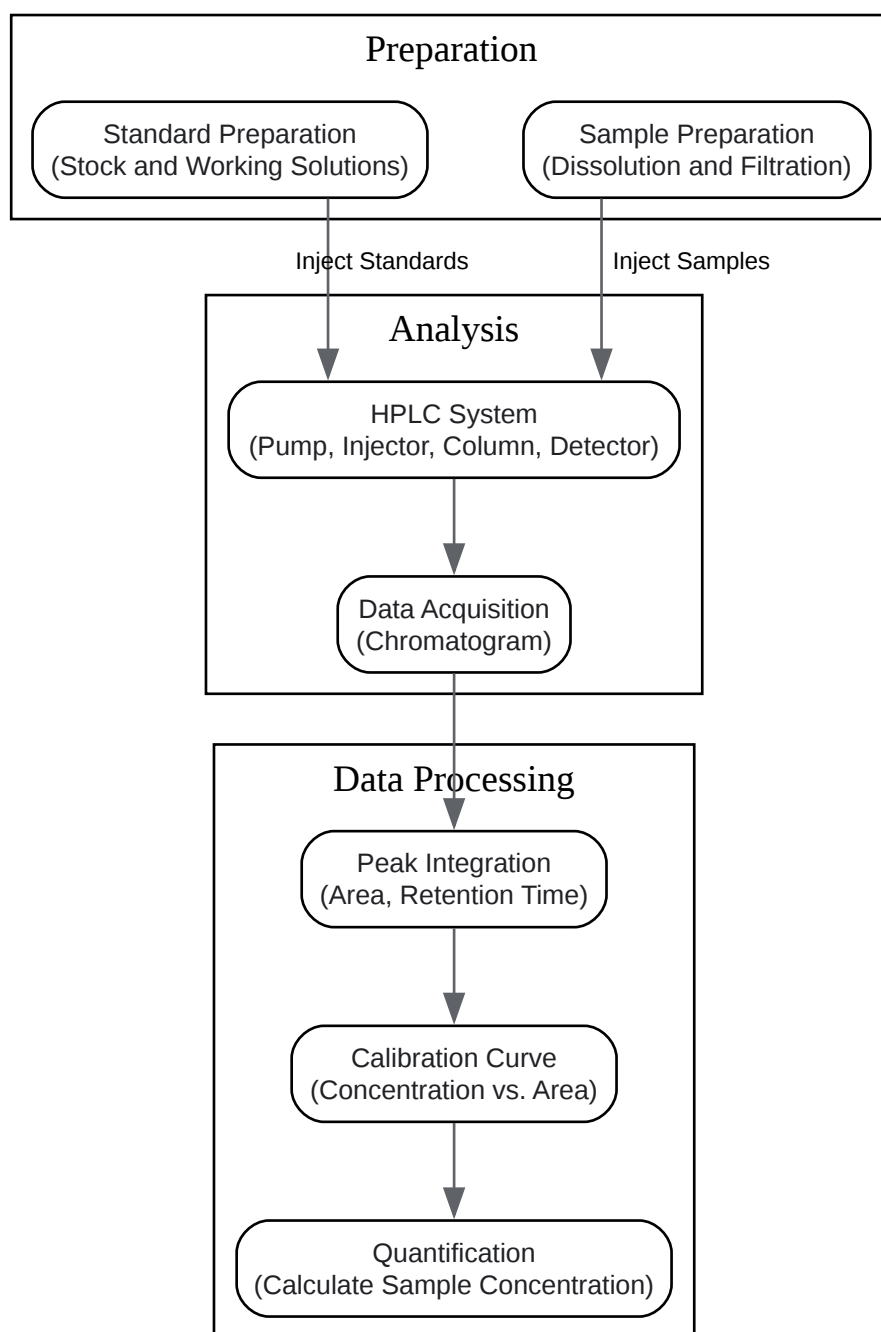 Preparation
Standard Preparation
(Stock and Working Solutions)
Sample Preparation
(Dissolution and Filtration)
Inject Standards
Inject Samples
Analysis
HPLC System
(Pump, Injector, Column, Detector)
Data Acquisition
(Chromatogram)
Data Processing
Peak Integration
(Area, Retention Time)
Calibration Curve
(Concentration vs. Area)
Quantification
(Calculate Sample Concentration)